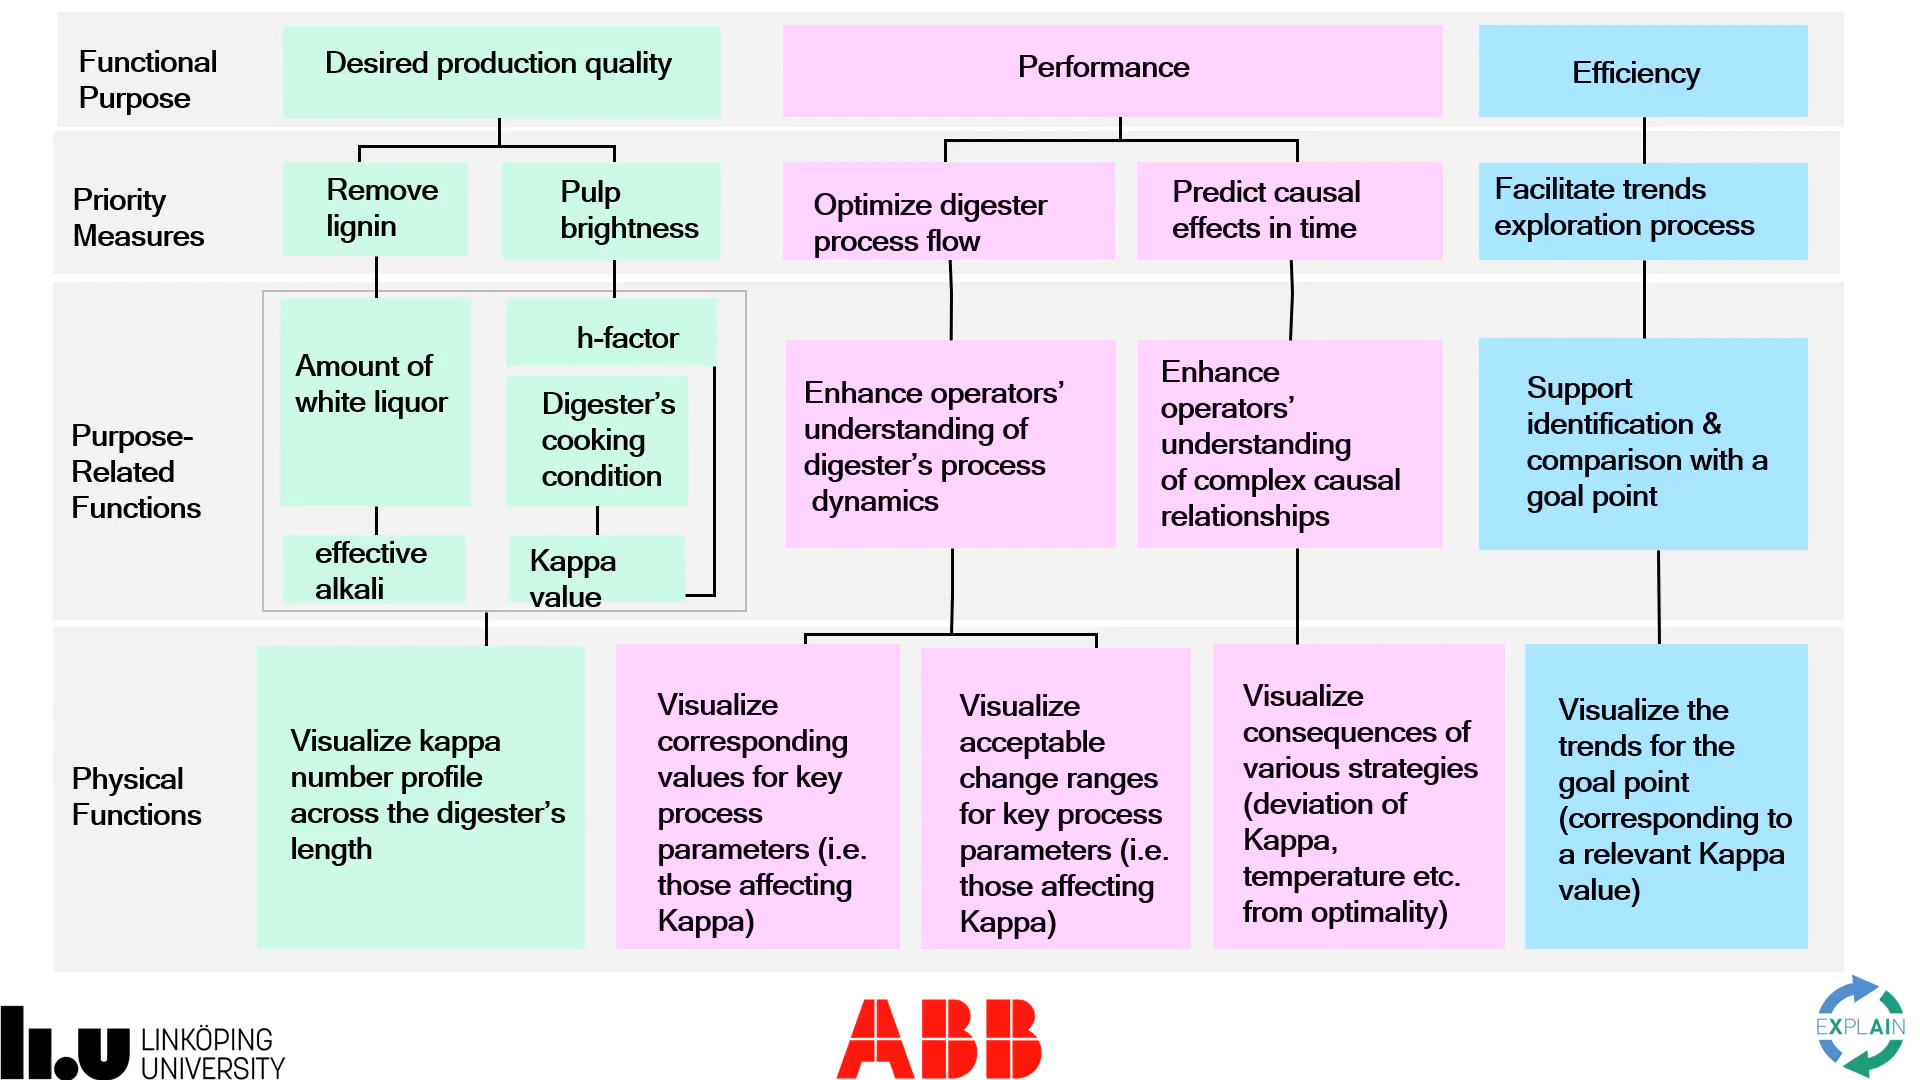 Functional
Purpose
Desired production quality
Performance
Efficiency
Priority
Measures
Remove
lignin
Pulp
brightness
Optimize digester
process flow
Predict causal
effects in time
Facilitate trends
exploration process
Purpose-
Related
Functions
Amount of
white liquor
effective
alkali
h-factor
Digester’s
cooking
condition
Kappa
value
Enhance operators’
understanding of
digester’s process
dynamics
Enhance
operators’
understanding
of complex causal
relationships
Support
identification &
comparison with a
goal point
Physical
Functions
Visualize kappa
number profile
across the digester’s
length
Visualize
corresponding
values for key
process
parameters (i.e.
those affecting
Kappa)
Visualize
acceptable
change ranges
for key process
parameters (i.e.
those affecting
Kappa)
Visualize
consequences of
various strategies
(deviation of
Kappa,
temperature etc.
from optimality)
Visualize the
trends for the
goal point
(corresponding to
a relevant Kappa
value)
li.u LINKÖPING
UNIVERSITY
ABB
EXPLAIN